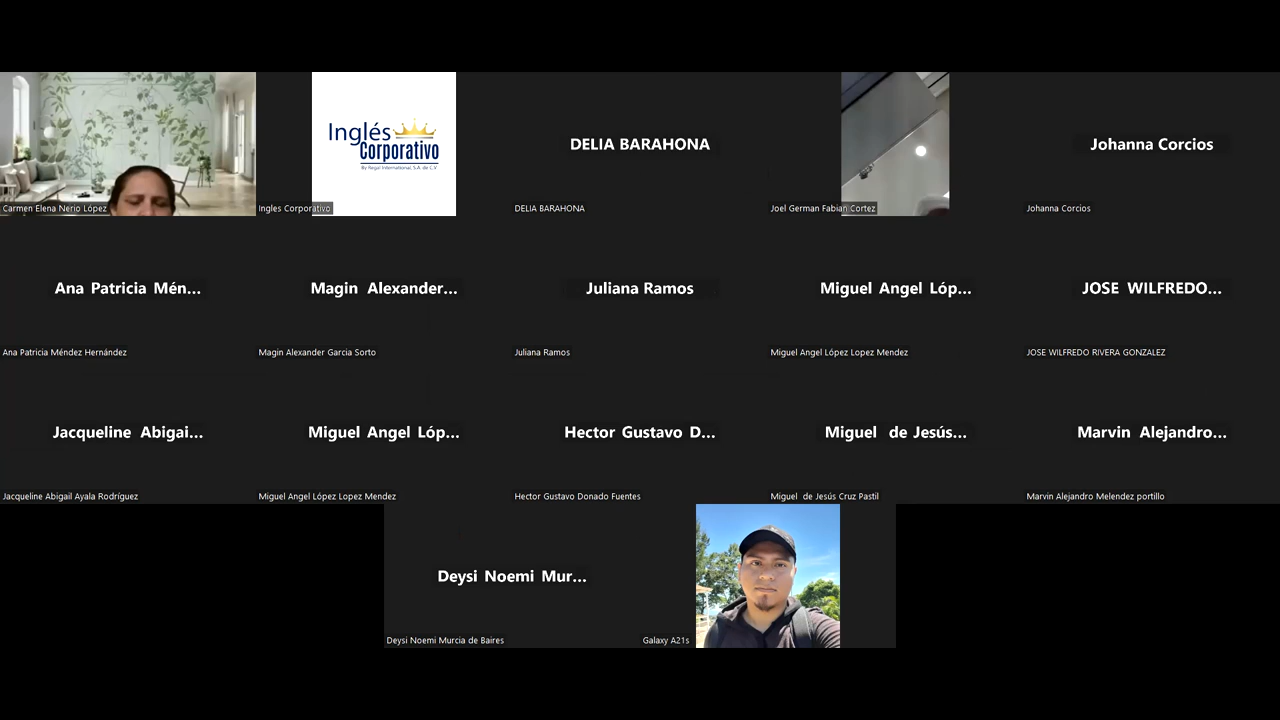 Carmen Elena Nerio López
Inglés
Corporativo
By Regal International, S.A. de C.V
Ingles Corporativo
DELIA BARAHONA
DELIA BARAHONA
Joel German Fabian Cortez
Johanna Corcios
Johanna Corcios
Ana Patricia Mén...
Ana Patricia Méndez Hernández
Magin Alexander...
Magin Alexander Garcia Sorto
Juliana Ramos
Juliana Ramos
Miguel Angel Lóp...
Miguel Angel López Lopez Mendez
JOSE WILFREDO...
JOSE WILFREDO RIVERA GONZALEZ
Jacqueline Abigai...
Jacqueline Abigail Ayala Rodríguez
Miguel Angel Lóp...
Miguel Angel López Lopez Mendez
Hector Gustavo D...
Hector Gustavo Donado Fuentes
Miguel de Jesús...
Miguel de Jesús Cruz Pastil
Marvin Alejandro...
Marvin Alejandro Melendez portillo
Deysi Noemi Mur...
Deysi Noemi Murcia de Baires
Galaxy A21s